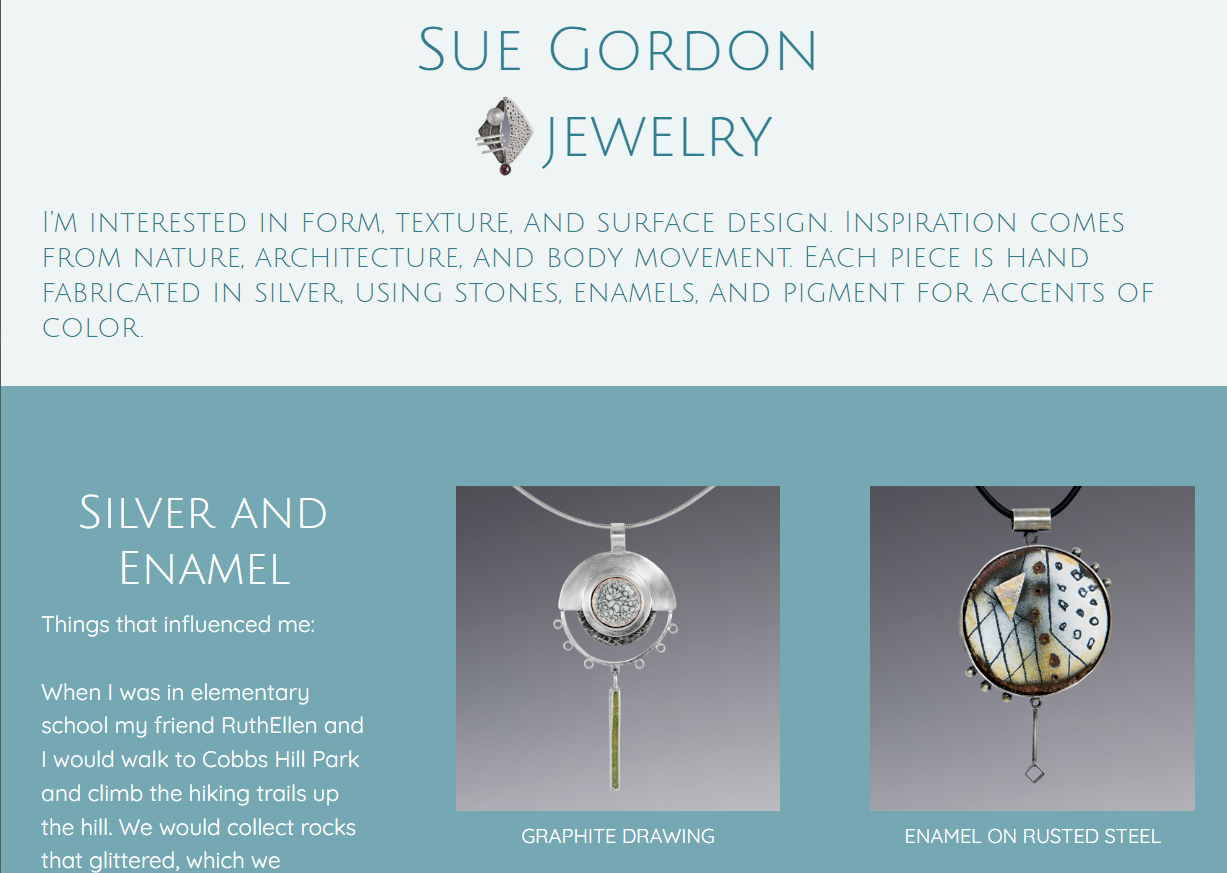 Sue Gordon
Jewelry
I'm interested in form, texture, and surface design. Inspiration comes
from nature, architecture, and body movement. Each piece is hand
fabricated in silver, using stones, enamels, and pigment for accents of
color.
Silver and
Enamel
Things that influenced me:
When I was in elementary
school my friend RuthEllen and
I would walk to Cobbs Hill Park
and climb the hiking trails up
the hill. We would collect rocks
that glittered, which we
GRAPHITE DRAWING
ENAMEL ON RUSTED STEEL